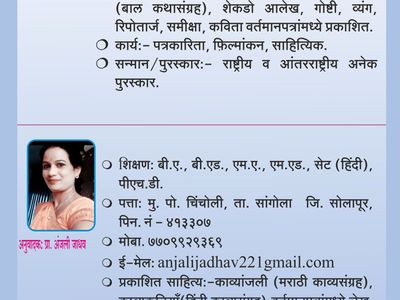 (बाल कथासंग्रह), शेकडो आलेख, गोष्टी, व्यंग,
रिपोतार्ज, समीक्षा, कविता वर्तमानपत्रांमध्ये प्रकाशित.
❍ कार्य:– पत्रकारिता, फ़िल्मांकन, साहित्यिक.
❍ सन्मान/पुरस्कार:– राष्ट्रीय व आंतरराष्ट्रीय अनेक
पुरस्कार.
❍ शिक्षण: बी.ए., बी.एड., एम.ए., एम.एड., सेट (हिंदी),
पीएच.डी.
❍ पत्ता: मु. पो. चिंचोली, ता. सांगोला जि. सोलापूर,
पिन. नं – ४१३३०७
अनुवादक: प्रा. अंजली जाधव
❍ मोबा. ७७०९२२९३६९
❍ ई–मेल: anjalijadhav221gmail.com
❍ प्रकाशित साहित्य:–काव्यांजली (मराठी काव्यसंग्रह),